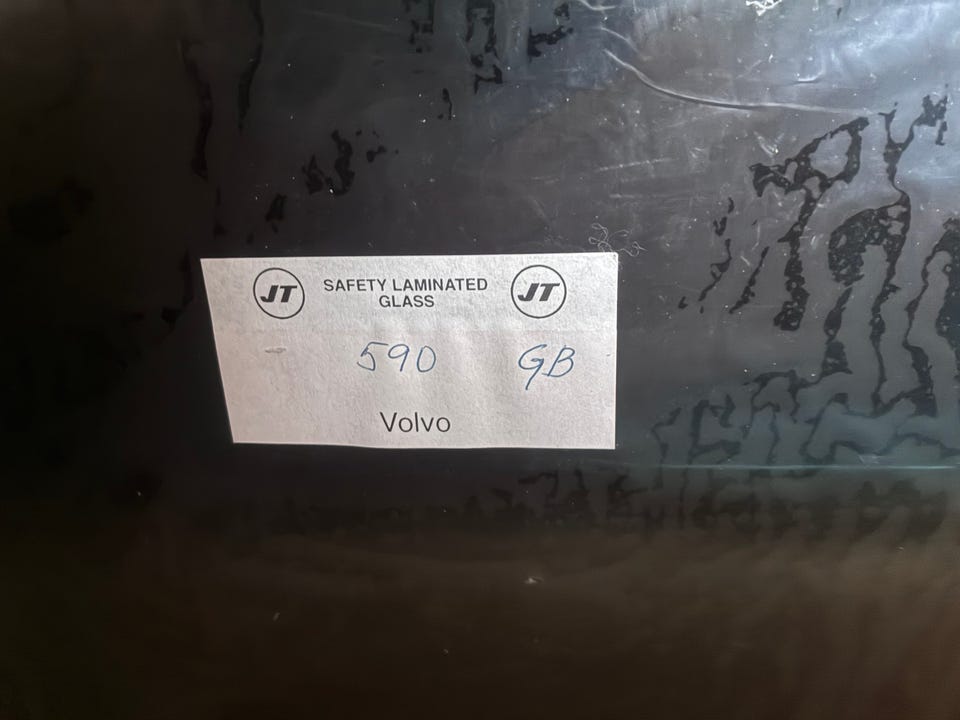 JT SAFETY LAMINATED JT
GLASS
590 GB
Volvo